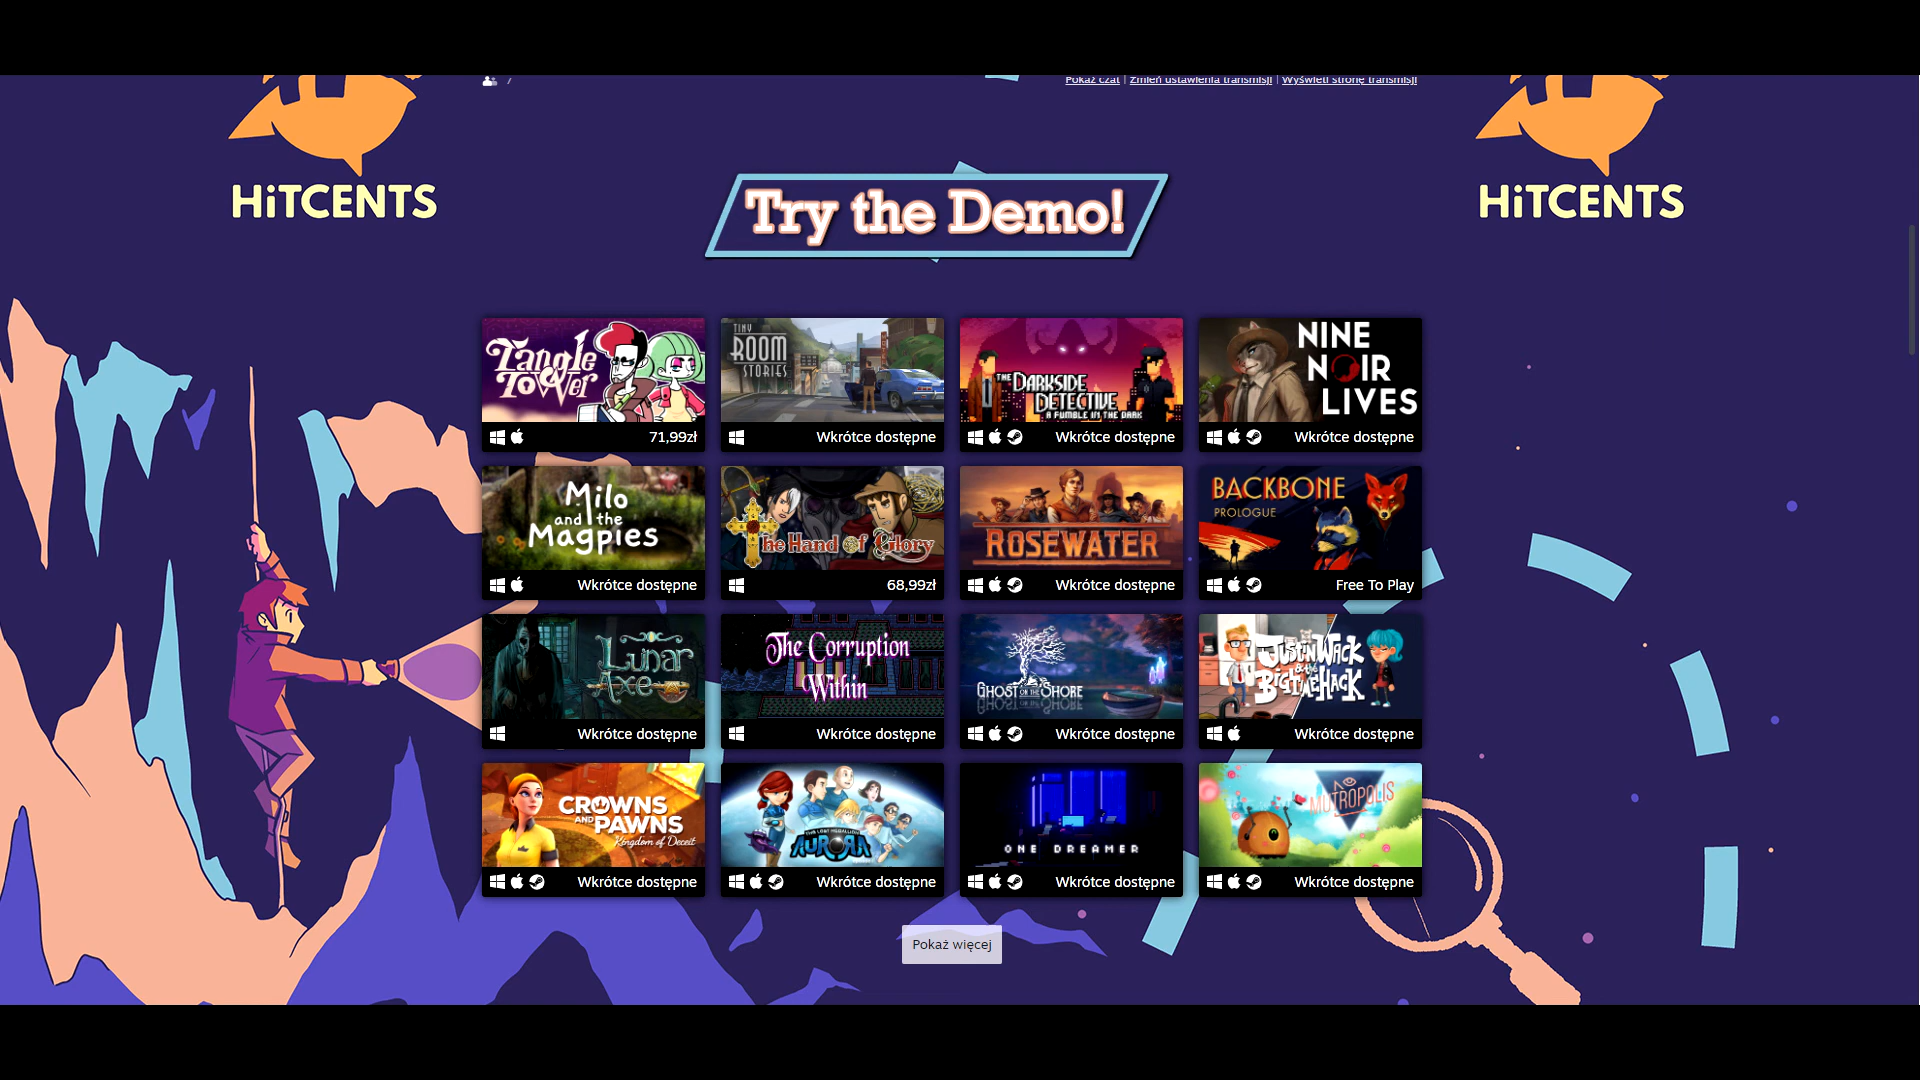 Pokaż czat | Zmień ustawienia transmisji | Wyświetl stronę transmisji
HiTCENTS
HiTCENTS
Try the Demo!
Tangle Tower
71,99zł
TINY ROOM STORIES
Wkrótce dostępne
THE DARKSIDE DETECTIVE
A FUMBLE IN THE DARK
Wkrótce dostępne
NINE NOIR LIVES
Wkrótce dostępne
Milo and the Magpies
Wkrótce dostępne
The Hand of Glory
68,99zł
ROSEWATER
Wkrótce dostępne
BACKBONE
PROLOGUE
Free To Play
Lunar Axe
Wkrótce dostępne
The Corruption Within
Wkrótce dostępne
GHOST ON THE SHORE
Wkrótce dostępne
JUSTIN WACK & the BIG TIME HACK
Wkrótce dostępne
CROWNS AND PAWNS
Kingdom of Deceit
Wkrótce dostępne
THE LOST MEDALLION
AURORA
Wkrótce dostępne
ONE DREAMER
Wkrótce dostępne
MUTROPOLIS
Wkrótce dostępne
Pokaż więcej